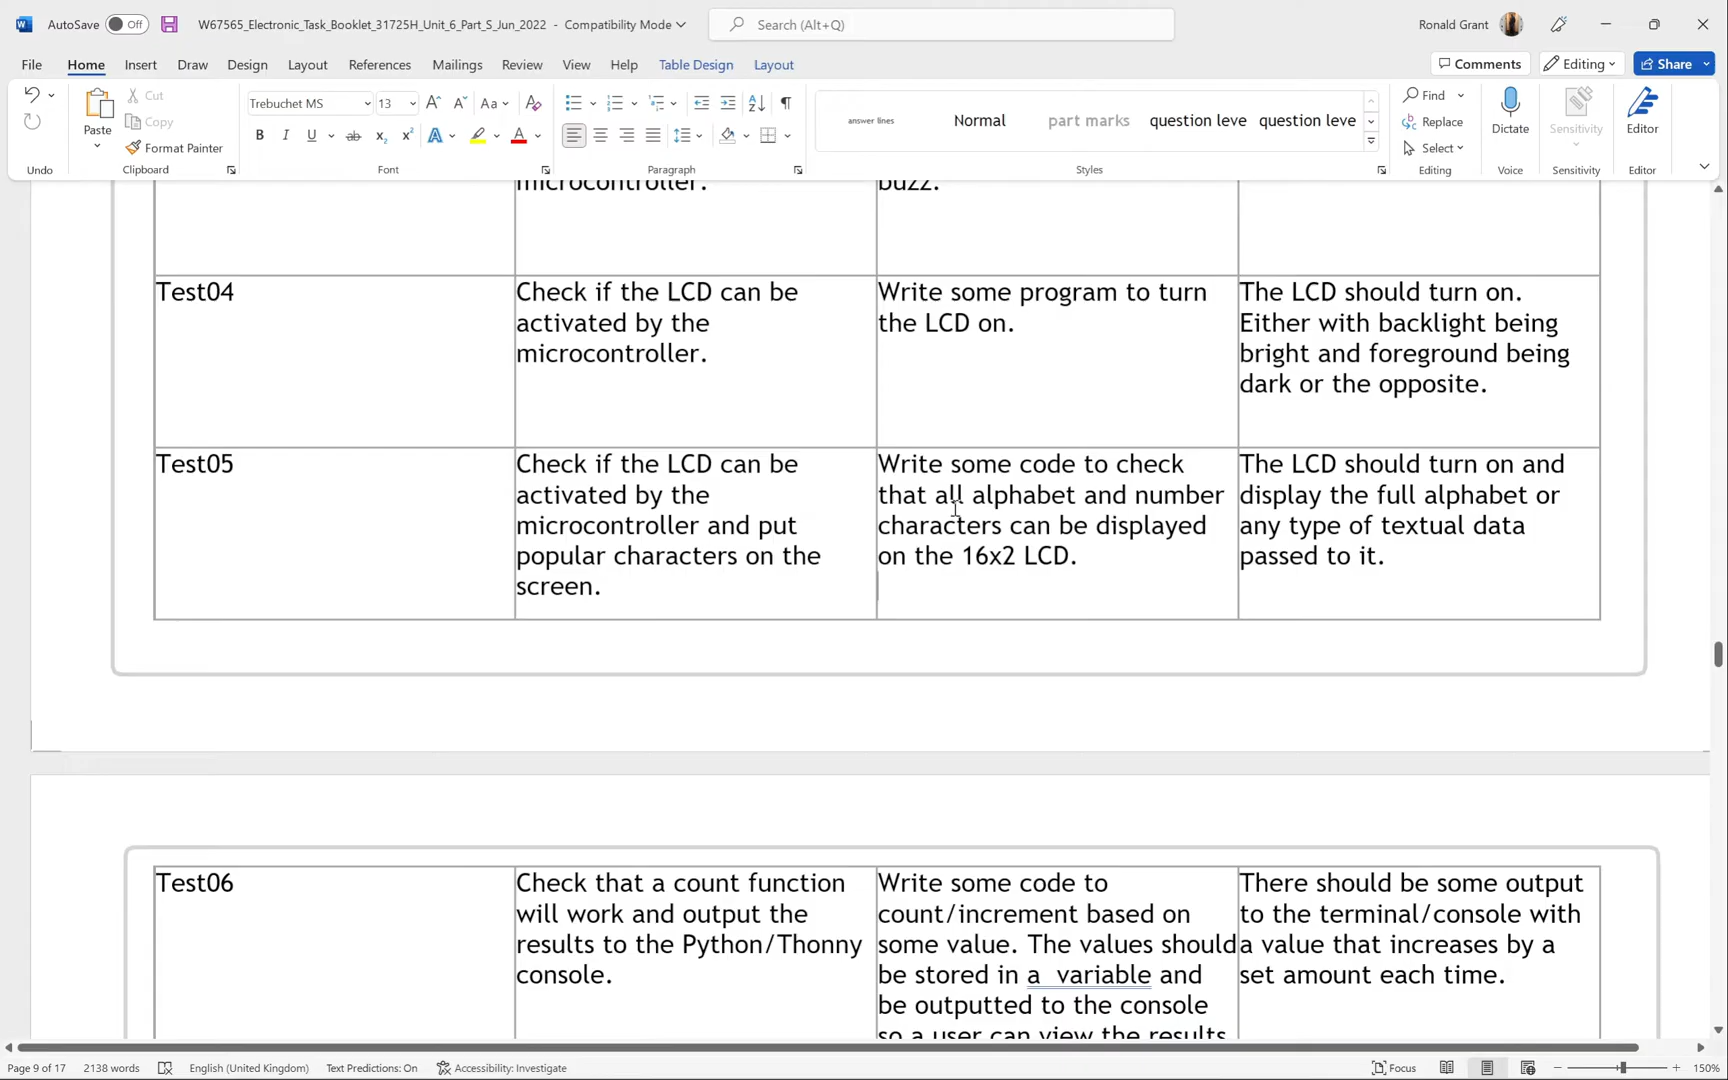 AutoSave Off W67565_Electronic_Task_Booklet_31725H_Unit_6_Part_S_Jun_2022 - Compatibility Mode Search (Alt+Q) Ronald Grant
File Home Insert Draw Design Layout References Mailings Review View Help Table Design Layout Comments Editing Share
Paste
Cut
Copy
Format Painter
Trebuchet MS 13
answer lines Normal part marks question leve question leve
Find
Replace
Select
Dictate Sensitivity Editor
Undo Clipboard Font Paragraph Styles Editing Voice Sensitivity Editor
microcontroller.
buzz.
Test04
Check if the LCD can be
activated by the
microcontroller.
Write some program to turn
the LCD on.
The LCD should turn on.
Either with backlight being
bright and foreground being
dark or the opposite.
Test05
Check if the LCD can be
activated by the
microcontroller and put
popular characters on the
screen.
Write some code to check
that all alphabet and number
characters can be displayed
on the 16x2 LCD.
The LCD should turn on and
display the full alphabet or
any type of textual data
passed to it.
Test06
Check that a count function
will work and output the
results to the Python/Thonny
console.
Write some code to
count/increment based on
some value. The values should
be stored in a variable and
be outputted to the console
so a user can view the results
There should be some output
to the terminal/console with
a value that increases by a
set amount each time.
Page 9 of 17 2138 words English (United Kingdom) Text Predictions: On Accessibility: Investigate Focus 150%